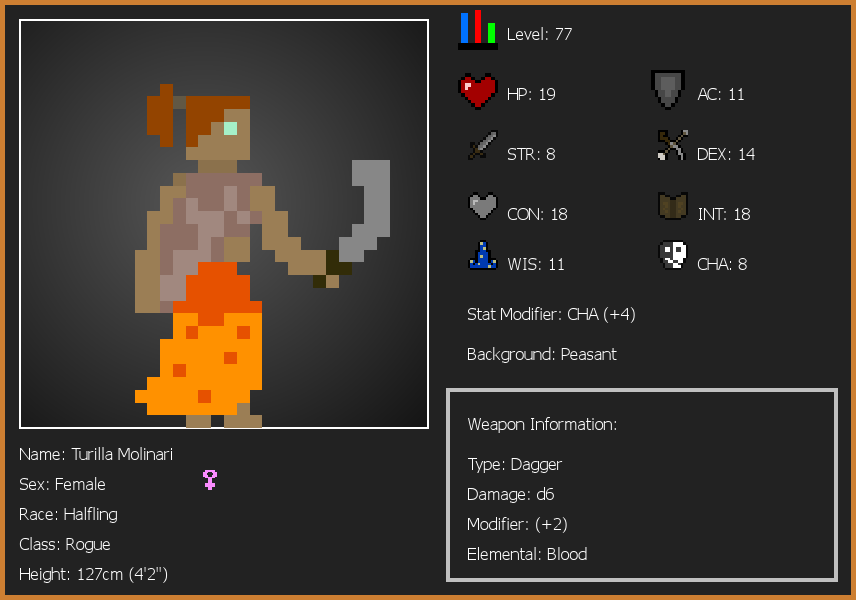 Level: 77
HP: 19
AC: 11
STR: 8
DEX: 14
CON: 18
INT: 18
WIS: 11
CHA: 8
Stat Modifier: CHA (+4)
Background: Peasant
Weapon Information:
Type: Dagger
Damage: d6
Modifier: (+2)
Elemental: Blood
Name: Turilla Molinari
Sex: Female
Race: Halfling
Class: Rogue
Height: 127cm (4'2")